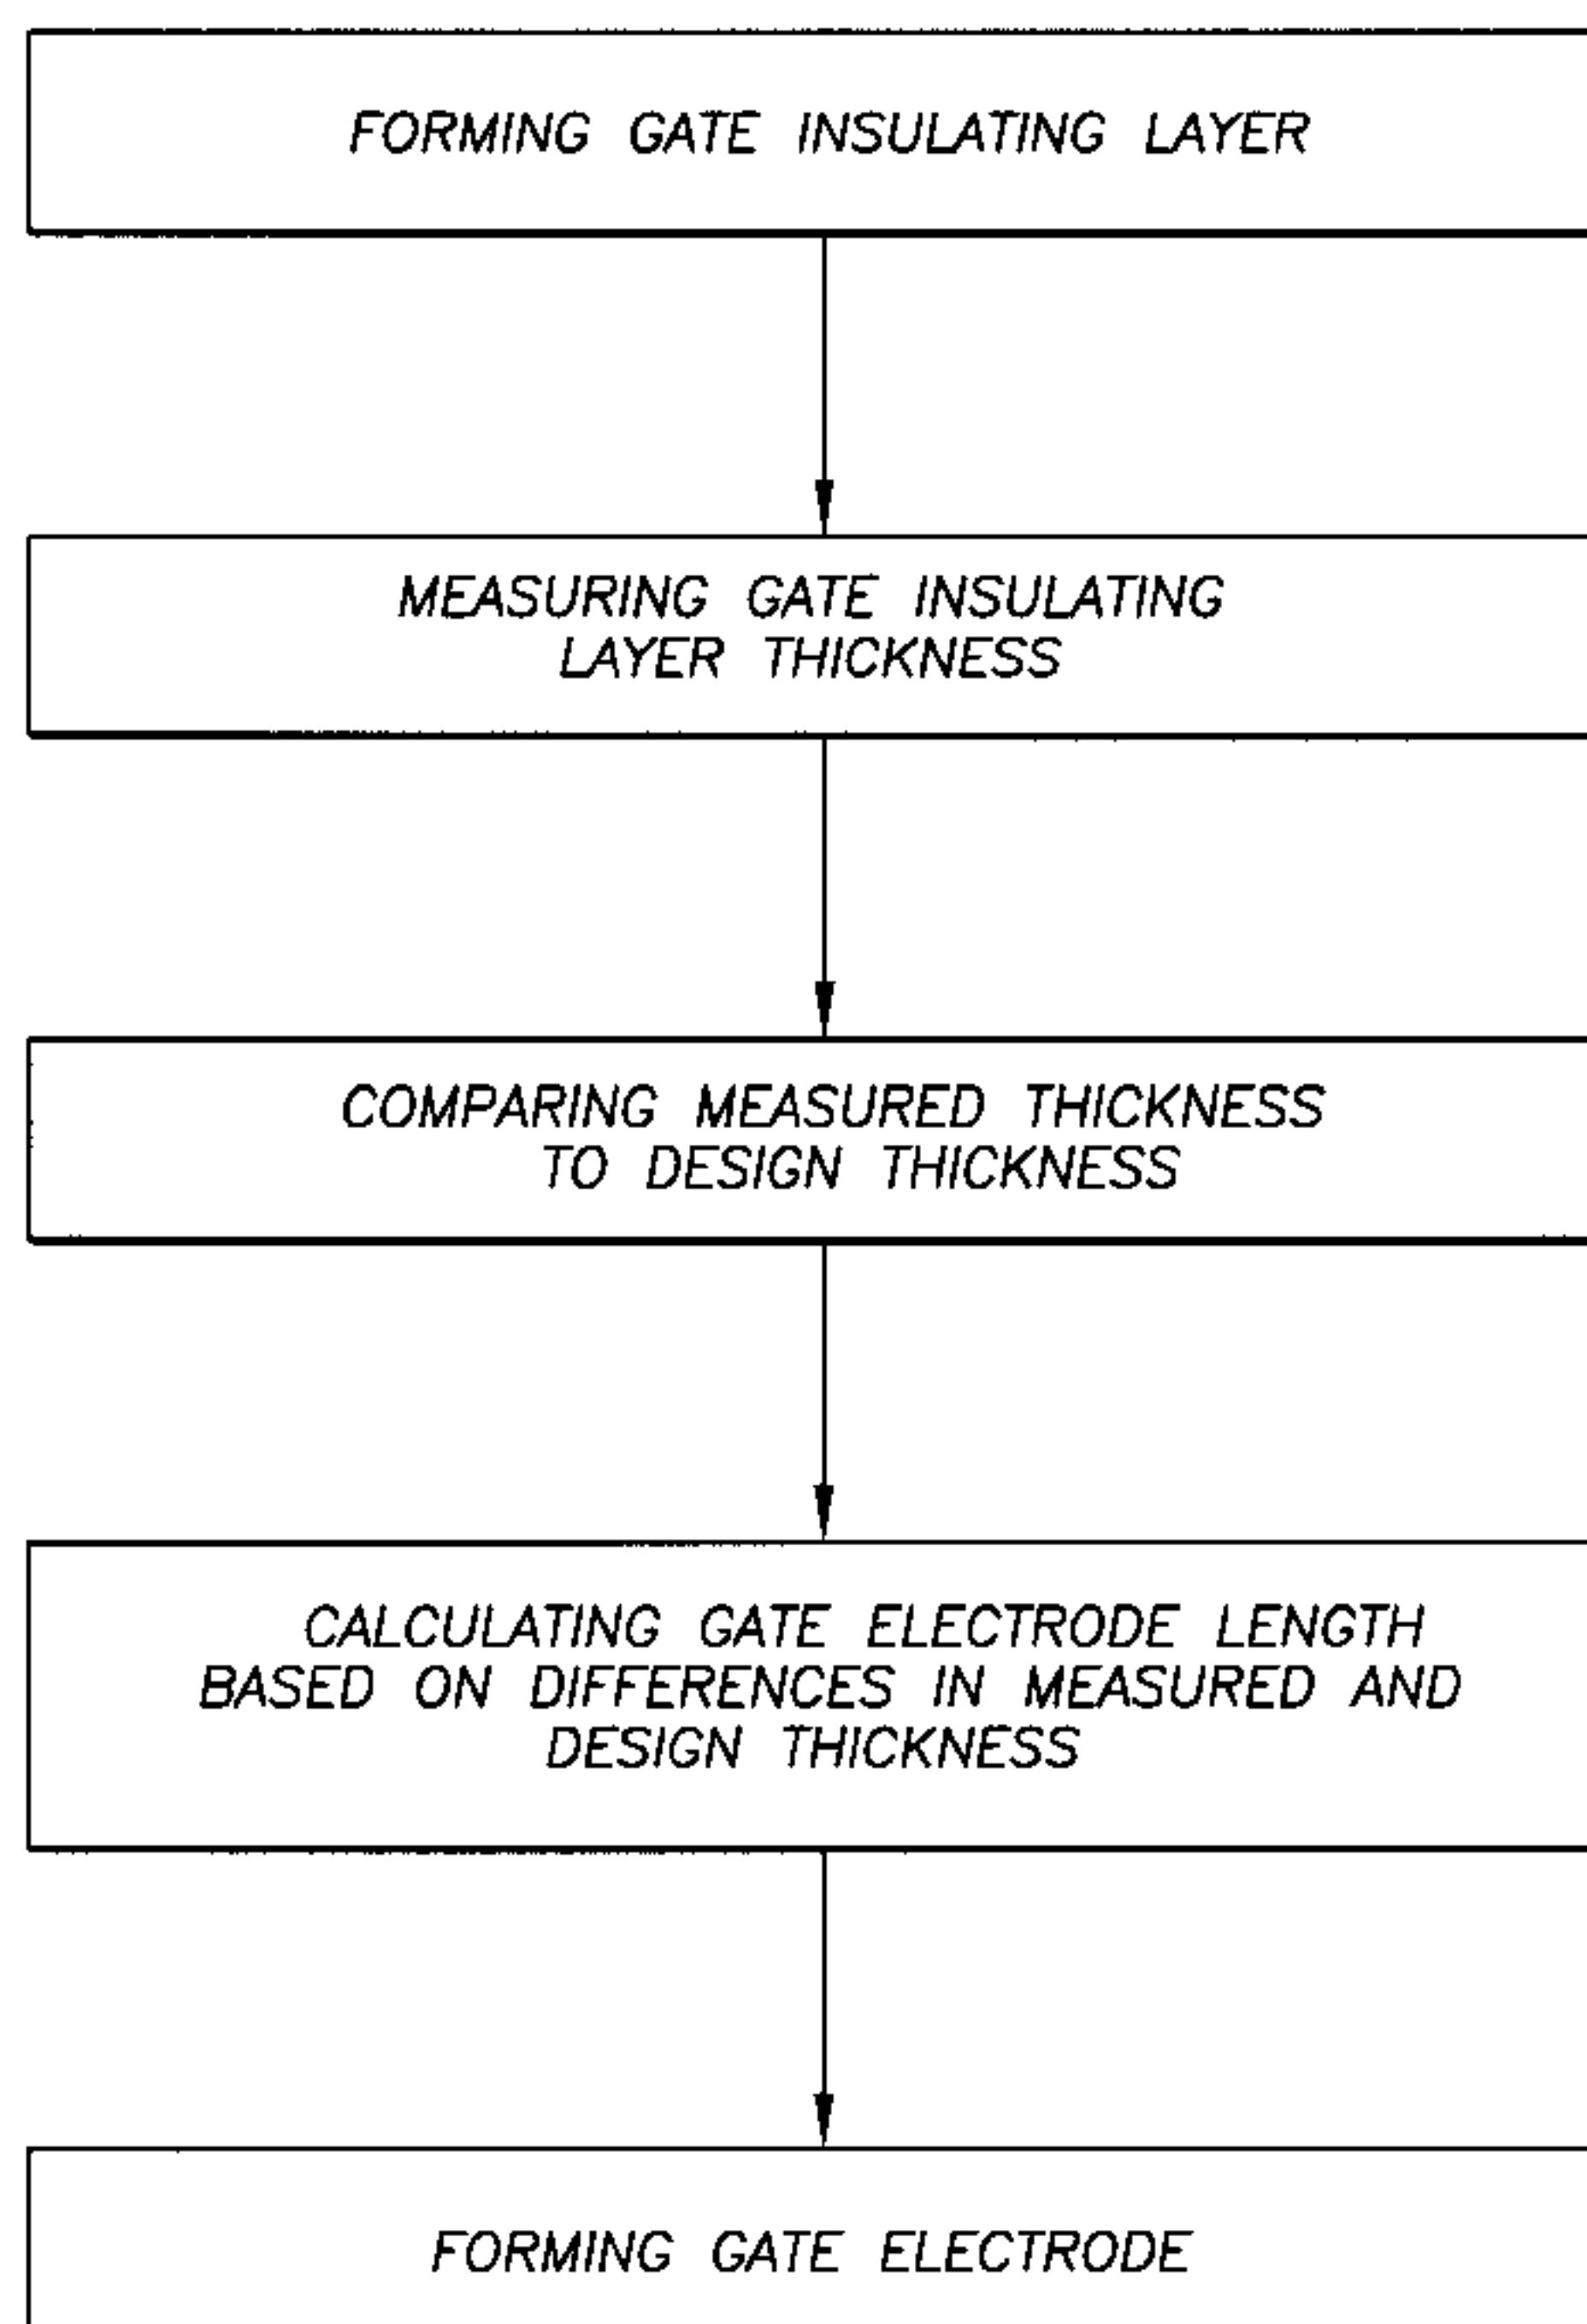 FORMING GATE INSULATING LAYER
MEASURING GATE INSULATING
LAYER THICKNESS
COMPARING MEASURED THICKNESS
TO DESIGN THICKNESS
CALCULATING GATE ELECTRODE LENGTH
BASED ON DIFFERENCES IN MEASURED AND
DESIGN THICKNESS
FORMING GATE ELECTRODE